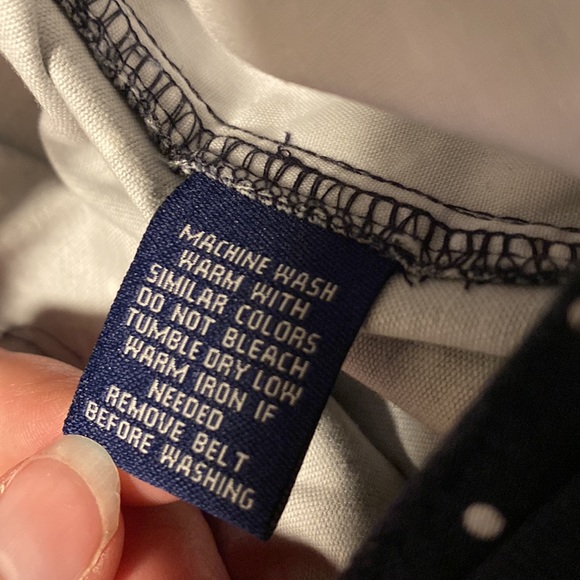 MACHINE WASH
WARM WITH
SIMILAR COLORS
DO NOT BLEACH
TUMBLE DRY LOW
WARM IRON IF
NEEDED
REMOVE BELT
BEFORE WASHING